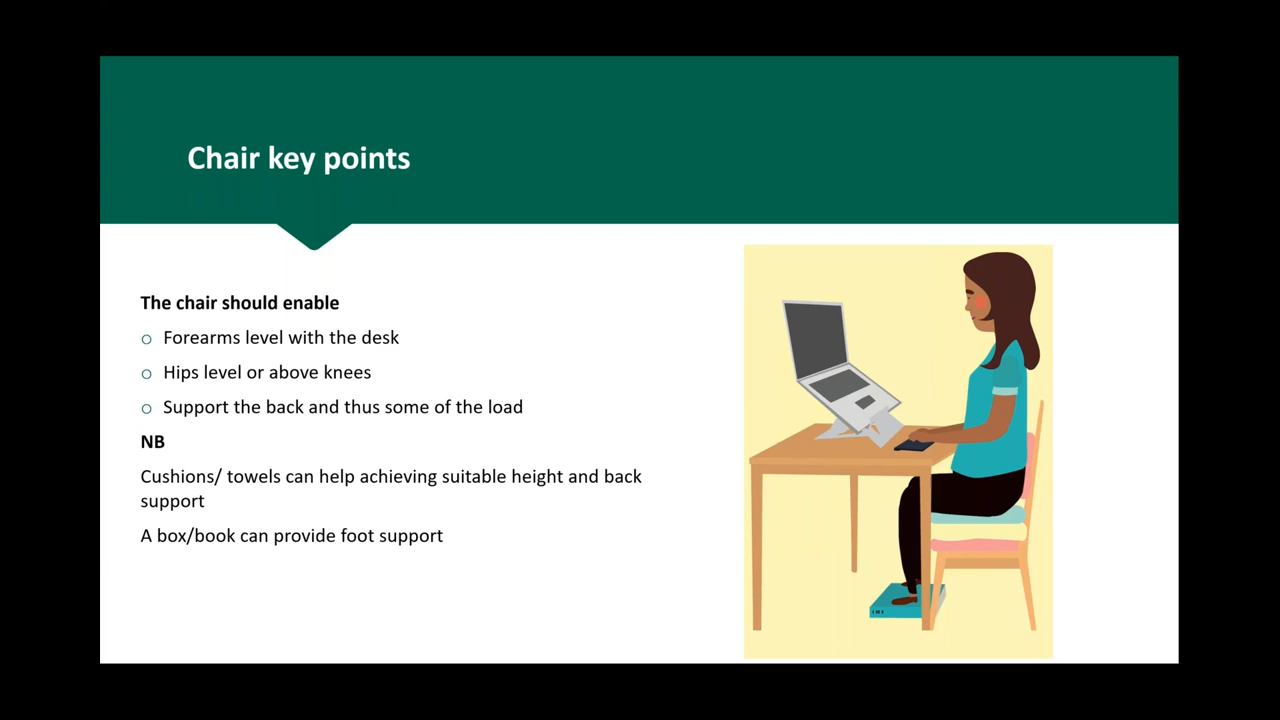 Chair key points
The chair should enable
o Forearms level with the desk
o Hips level or above knees
o Support the back and thus some of the load
NB
Cushions/ towels can help achieving suitable height and back
support
A box/book can provide foot support